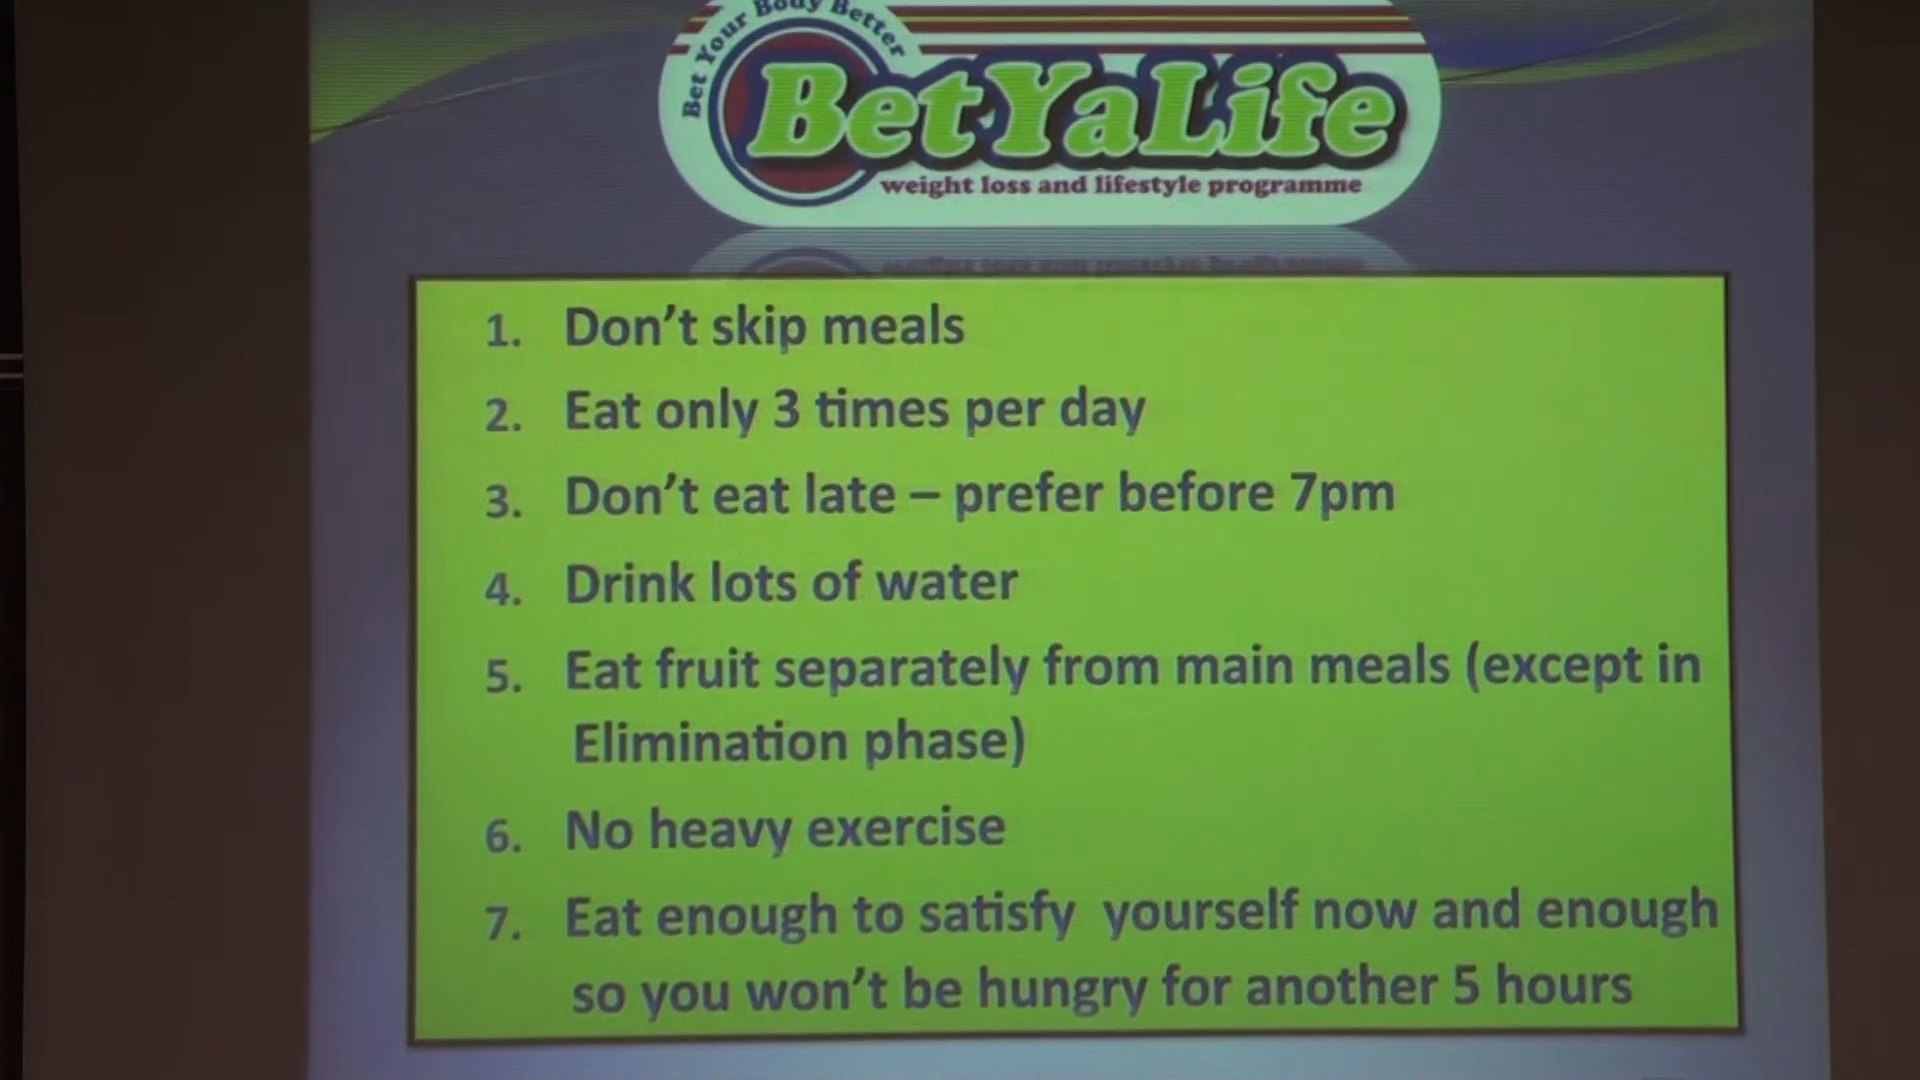 Bet Your Body Better
BetYaLife
weight loss and lifestyle programme
1. Don't skip meals
2. Eat only 3 times per day
3. Don't eat late – prefer before 7pm
4. Drink lots of water
5. Eat fruit separately from main meals (except in
Elimination phase)
6. No heavy exercise
7. Eat enough to satisfy yourself now and enough
so you won't be hungry for another 5 hours